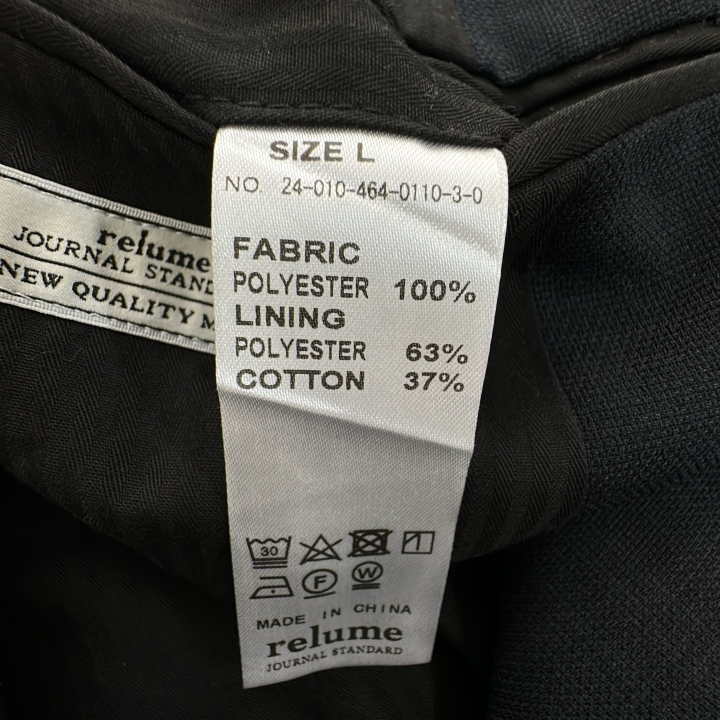 SIZE L
NO. 24-010-464-0110-3-0
FABRIC
POLYESTER 100%
LINING
POLYESTER 63%
COTTON 37%
30
F W
MADE IN CHINA
relume
JOURNAL STANDARD
relume
JOURNAL STAND
NEW QUALITY M